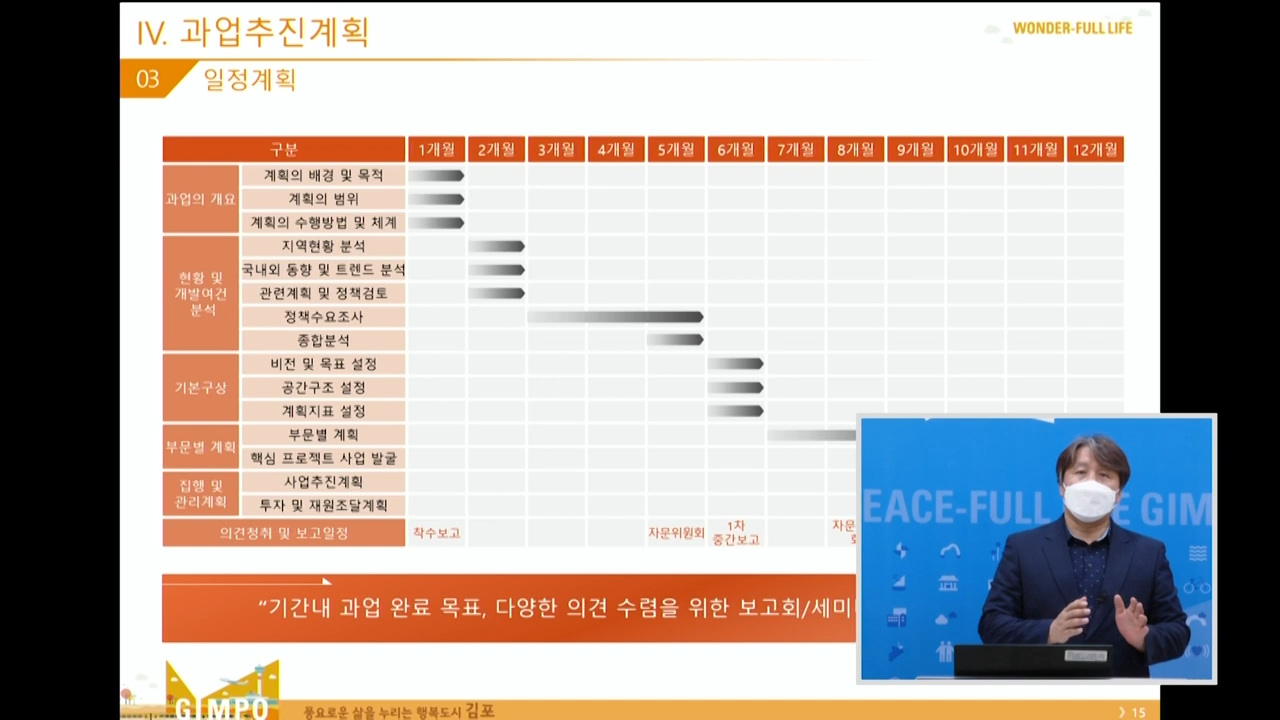 IV. 과업추진계획
WONDER-FULL LIFE
03 일정계획
구분 1개월 2개월 3개월 4개월 5개월 6개월 7개월 8개월 9개월 10개월 11개월 12개월
과업의 개요
계획의 배경 및 목적
계획의 범위
계획의 수행방법 및 체계
현황 및
개발여건
분석
지역현황 분석
국내외 동향 및 트렌드 분석
관련계획 및 정책검토
정책수요조사
종합분석
기본구상
비전 및 목표 설정
공간구조 설정
계획지표 설정
부문별 계획
부문별 계획
핵심 프로젝트 사업 발굴
집행 및
관리계획
사업추진계획
투자 및 재원조달계획
의견청취 및 보고일정 착수보고 자문위원회 1차
중간보고
자문
“기간내 과업 완료 목표, 다양한 의견 수렴을 위한 보고회/세미
EACE-FULL E GIM
GIMPO
풍요로운 삶을 누리는 행복도시 김포
》15